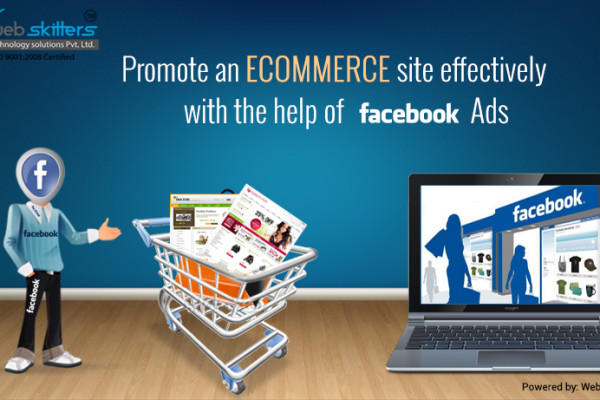 web skitters
technology solutions Pvt. Ltd.
9001:2008 Certified
Promote an ECOMMERCE site effectively
with the help of facebook Ads
f
facebook
facebook
facebook
Powered by: Web